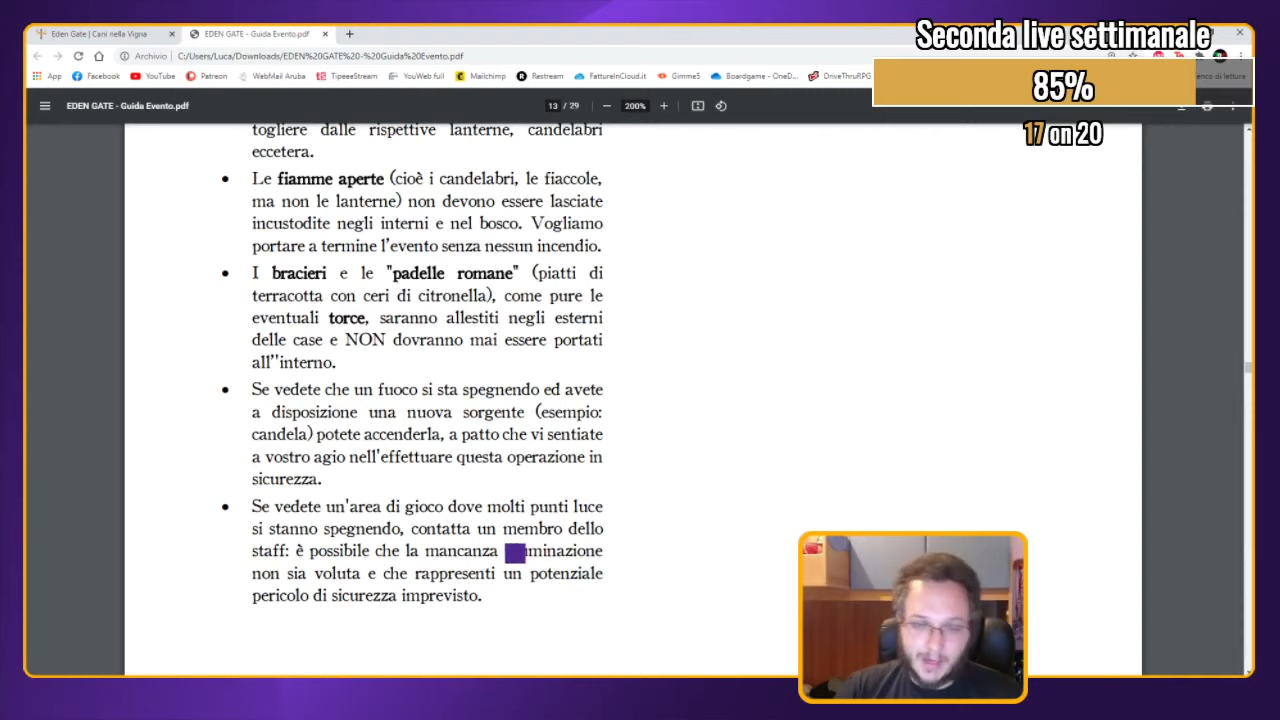 Seconda live settimanale
85%
17 on 20
Eden Gate | Cani nella Vigna
EDEN GATE - Guida Evento.pdf
Archivio | C:/Users/Luca/Downloads/EDEN%20GATE%20-%20Guida%20Evento.pdf
App Facebook YouTube Patreon WebMail Aruba TipeeeStream YouWeb full Mailchimp Restream FattureInCloud.it Gimme5 Boardgame - OneD... DriveThruRPG
EDEN GATE - Guida Evento.pdf 13 / 29 200%
togliere dalle rispettive lanterne, candelabri
eccetera.
Le fiamme aperte (cioè i candelabri, le fiaccole,
ma non le lanterne) non devono essere lasciate
incustodite negli interni e nel bosco. Vogliamo
portare a termine l'evento senza nessun incendio.
I bracieri e le "padelle romane" (piatti di
terracotta con ceri di citronella), come pure le
eventuali torce, saranno allestiti negli esterni
delle case e NON dovranno mai essere portati
all''interno.
Se vedete che un fuoco si sta spegnendo ed avete
a disposizione una nuova sorgente (esempio:
candela) potete accenderla, a patto che vi sentiate
a vostro agio nell'effettuare questa operazione in
sicurezza.
Se vedete un'area di gioco dove molti punti luce
si stanno spegnendo, contatta un membro dello
staff: è possibile che la mancanza
non sia voluta e che rappresenti un potenziale
pericolo di sicurezza imprevisto.